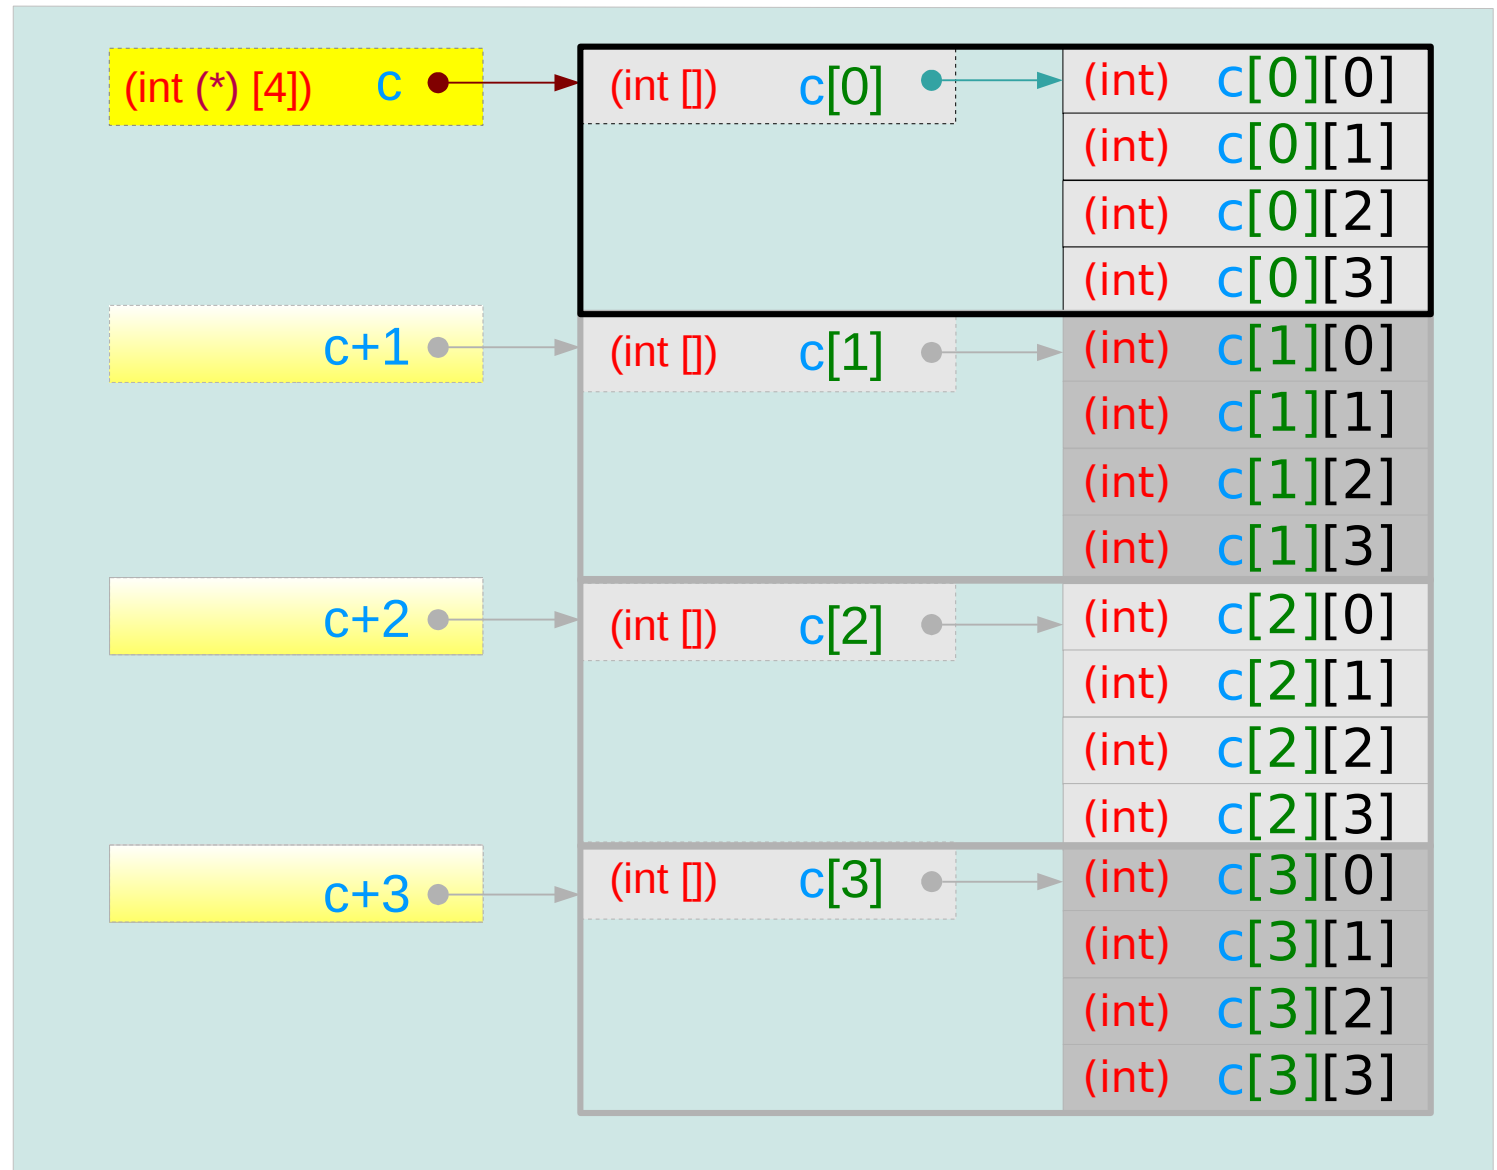 (int (*) [4]) c (int []) c[0] (int) c[0][0]
(int) c[0][1]
(int) c[0][2]
(int) c[0][3]
c+1 (int []) c[1] (int) c[1][0]
(int) c[1][1]
(int) c[1][2]
(int) c[1][3]
c+2 (int []) c[2] (int) c[2][0]
(int) c[2][1]
(int) c[2][2]
(int) c[2][3]
c+3 (int []) c[3] (int) c[3][0]
(int) c[3][1]
(int) c[3][2]
(int) c[3][3]